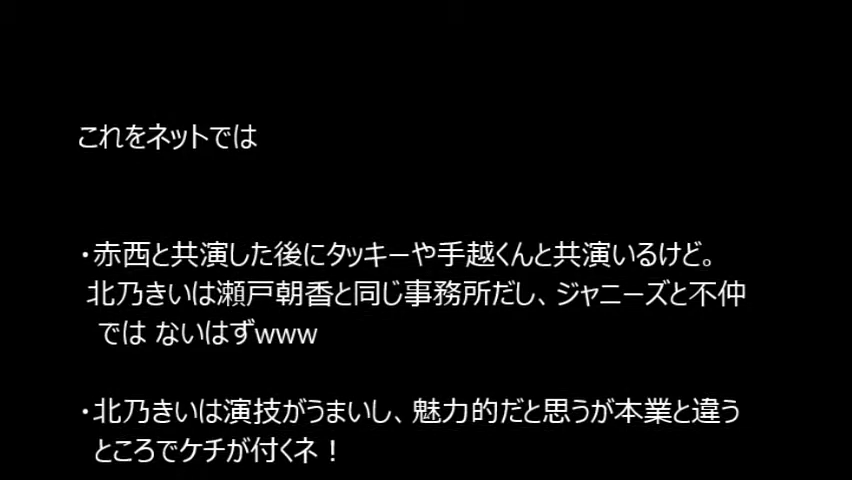 これをネットでは
・赤西と共演した後にタッキーや手越くんと共演いるけど。
北乃きいは瀬戸朝香と同じ事務所だし、ジャニーズと不仲
では ないはずwww
・北乃きいは演技がうまいし、魅力的だと思うが本業と違う
ところでケチが付くネ！